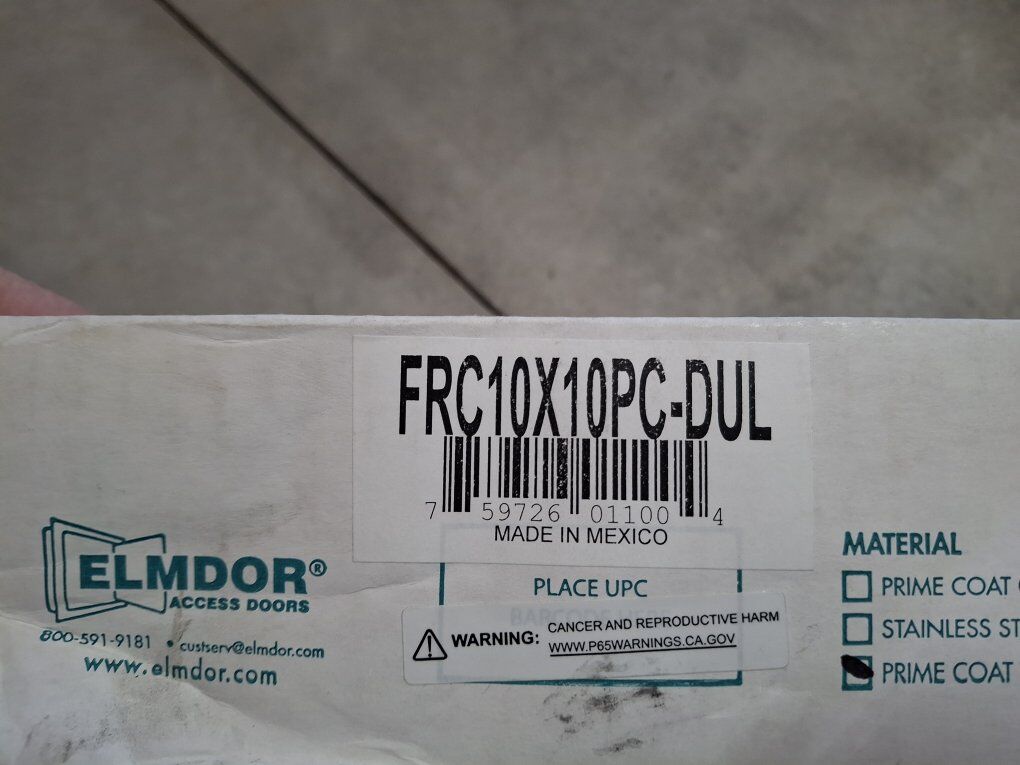 FRC10X10PC-DUL
7 59726 01100 4
MADE IN MEXICO
ELMDOR®
ACCESS DOORS
800-591-9181 • custserv@elmdor.com
www.elmdor.com
PLACE UPC
BARCODE HERE
WARNING: CANCER AND REPRODUCTIVE HARM
WWW.P65WARNINGS.CA.GOV
MATERIAL
PRIME COAT
STAINLESS ST
PRIME COAT